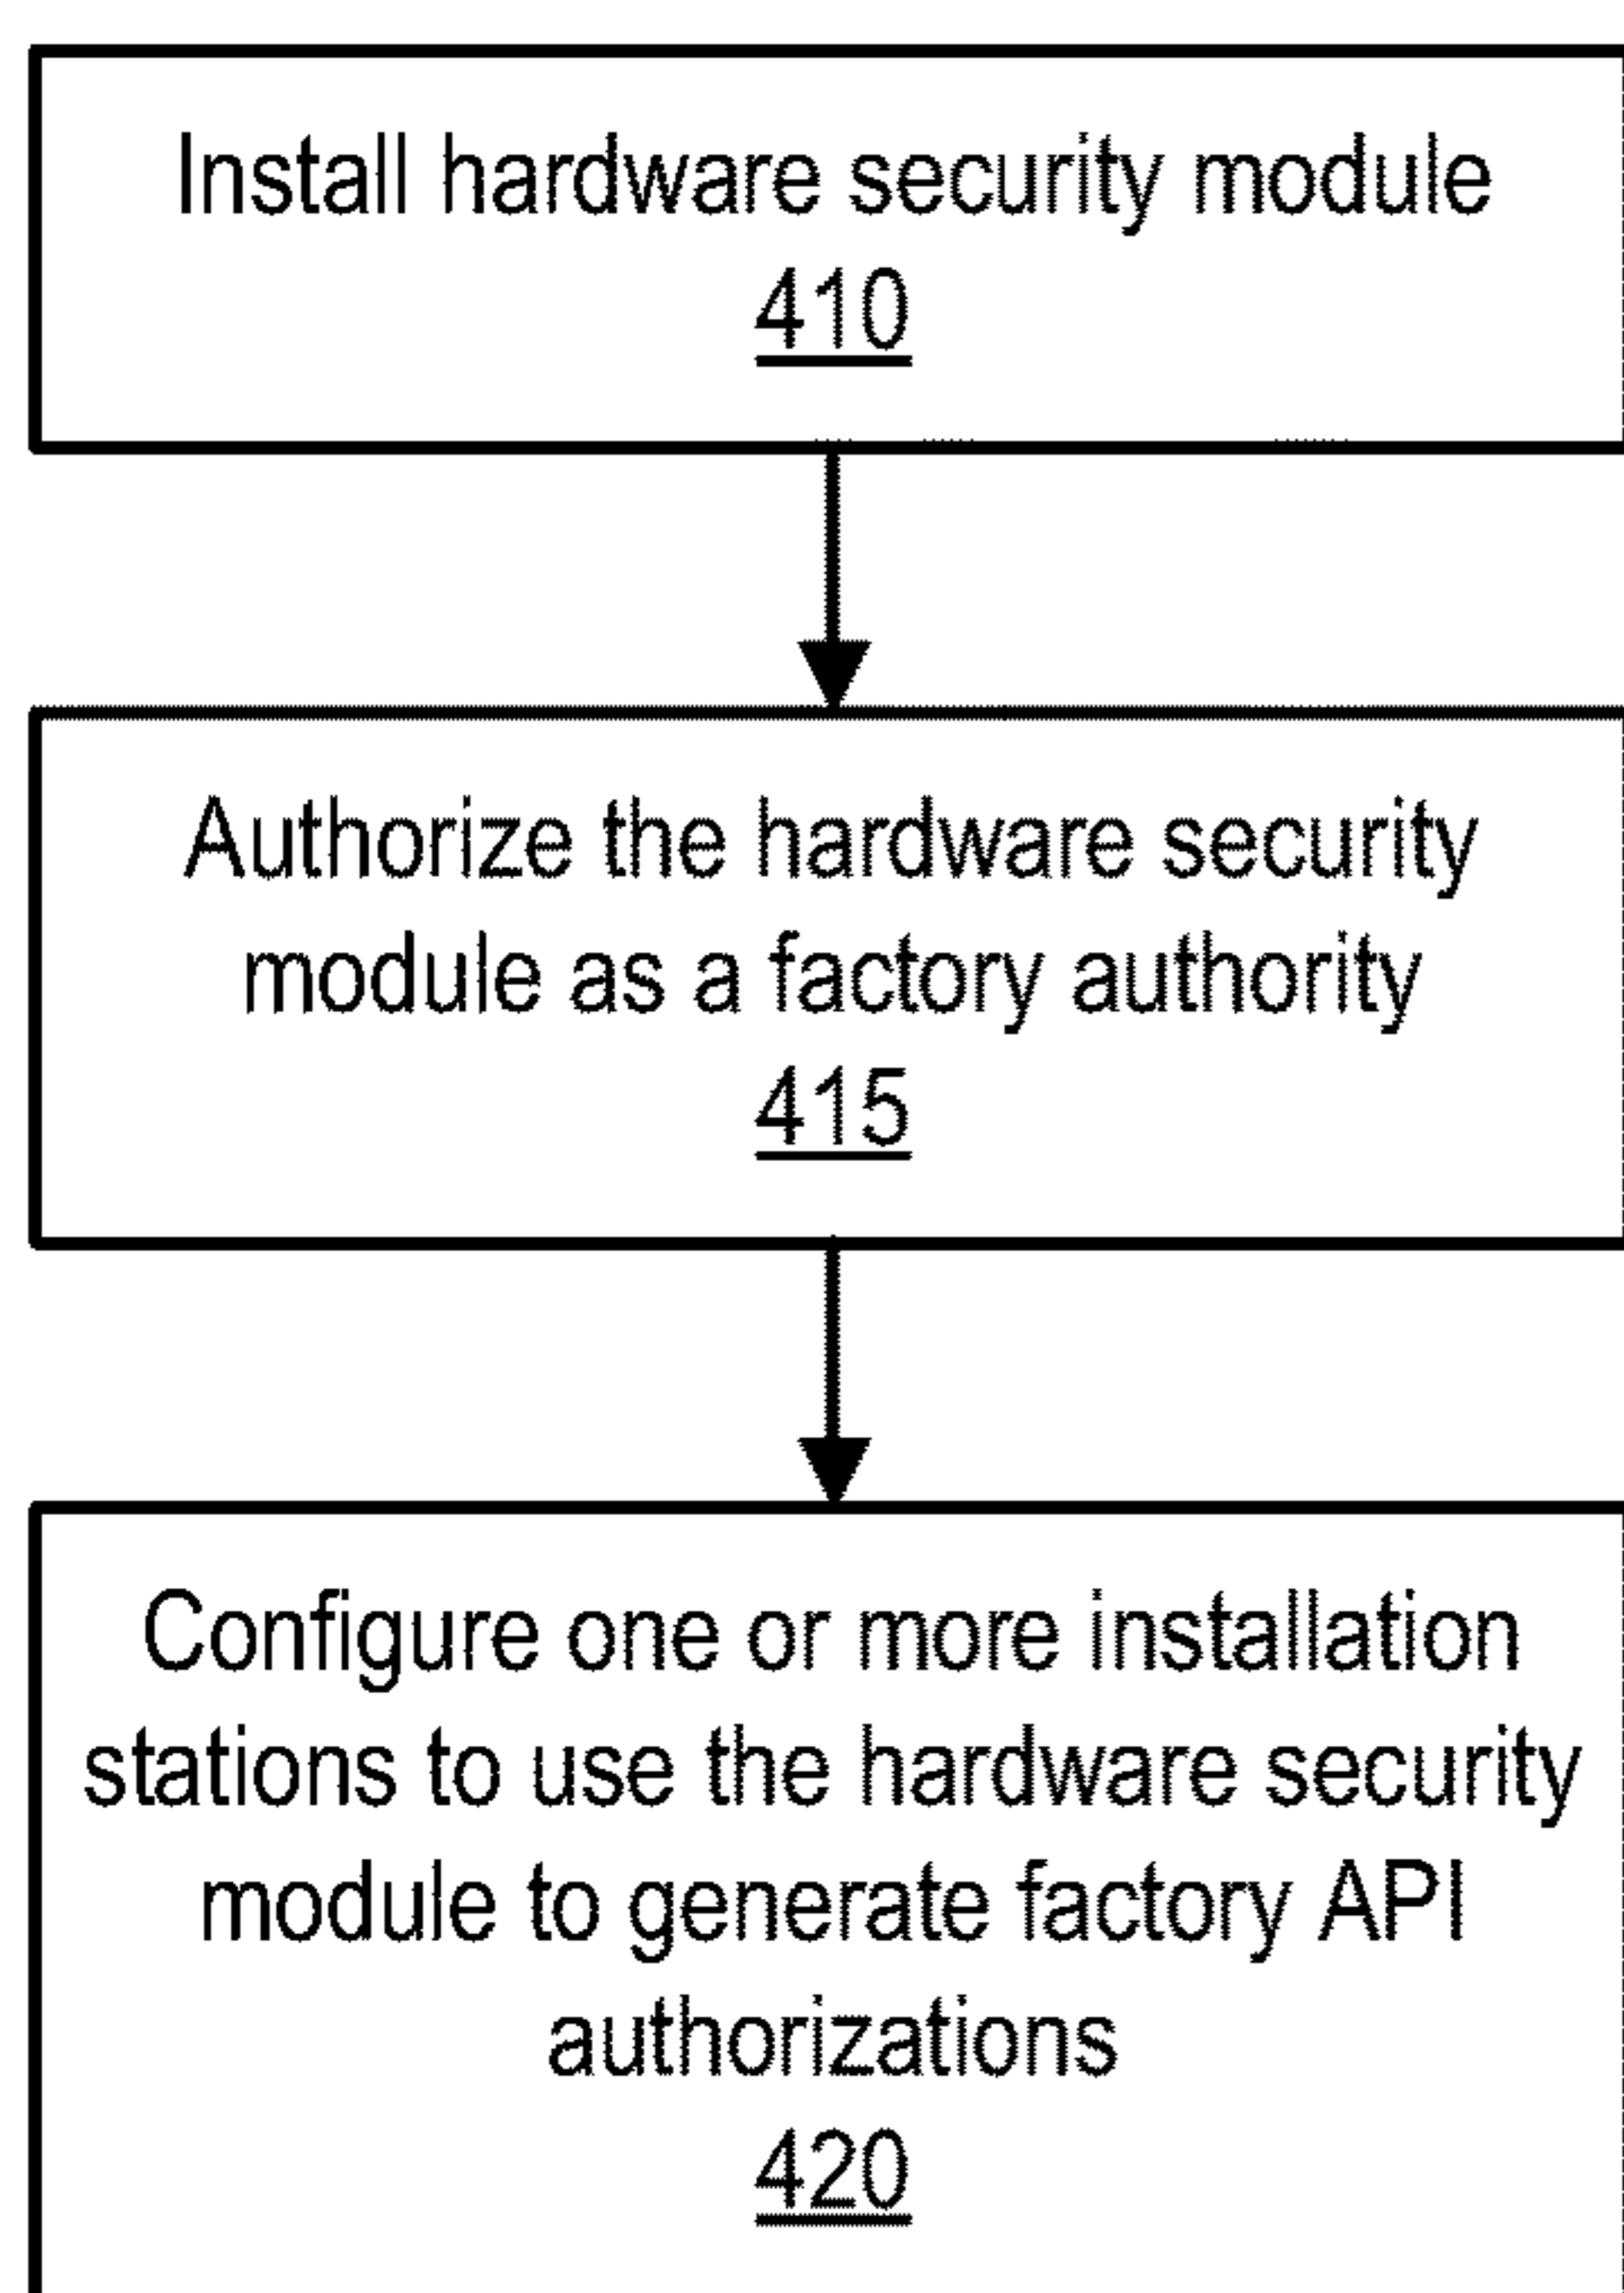 Install hardware security module
410
Authorize the hardware security
module as a factory authority
415
Configure one or more installation
stations to use the hardware security
module to generate factory API
authorizations
420